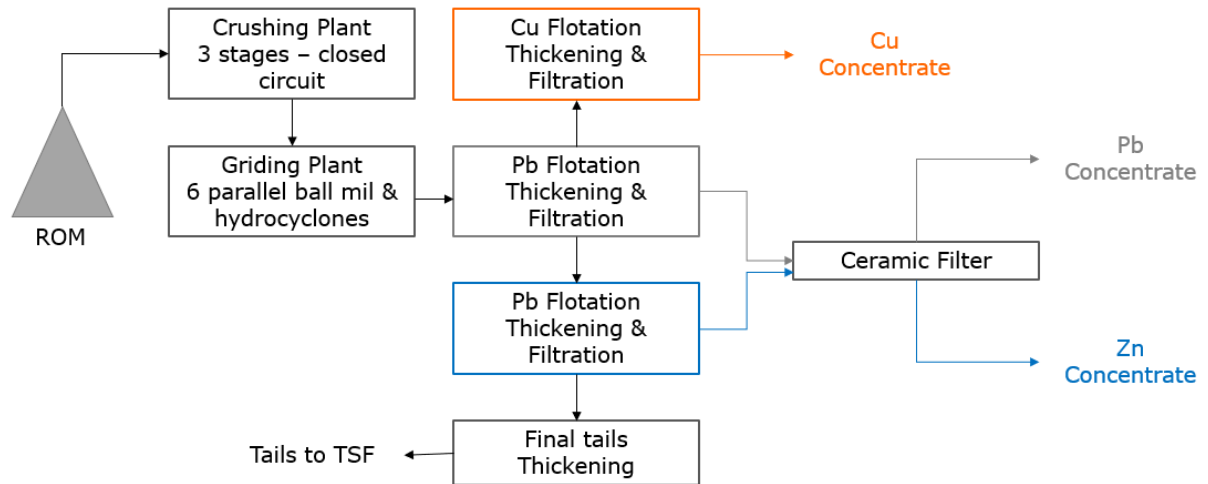 Crushing Plant
3 stages – closed
circuit
Cu Flotation
Thickening &
Filtration
Cu
Concentrate
Griding Plant
6 parallel ball mil &
hydrocyclones
Pb Flotation
Thickening &
Filtration
Pb
Concentrate
ROM
Ceramic Filter
Pb Flotation
Thickening &
Filtration
Zn
Concentrate
Final tails
Thickening
Tails to TSF